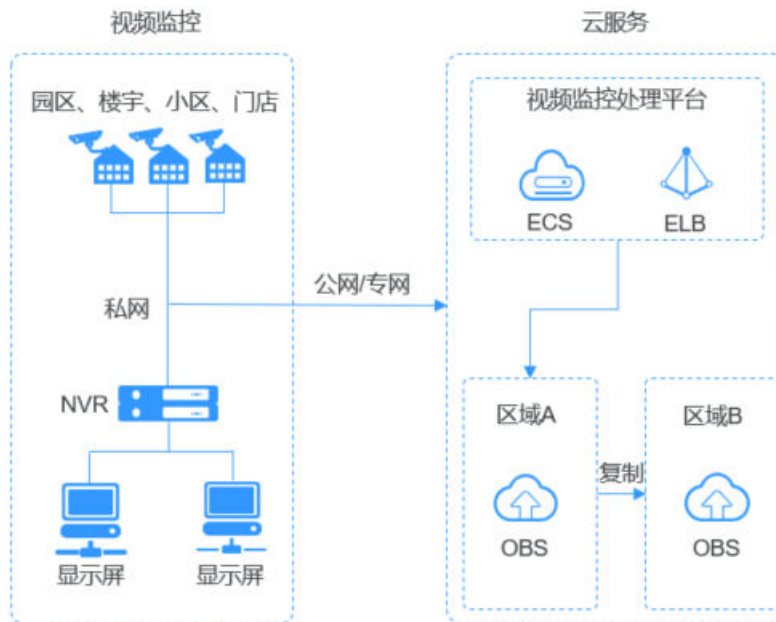 视频监控
云服务
园区、楼宇、小区、门店
视频监控处理平台
ECS
ELB
公网/专网
私网
NVR
区域A
区域B
复制
OBS
OBS
显示屏
显示屏